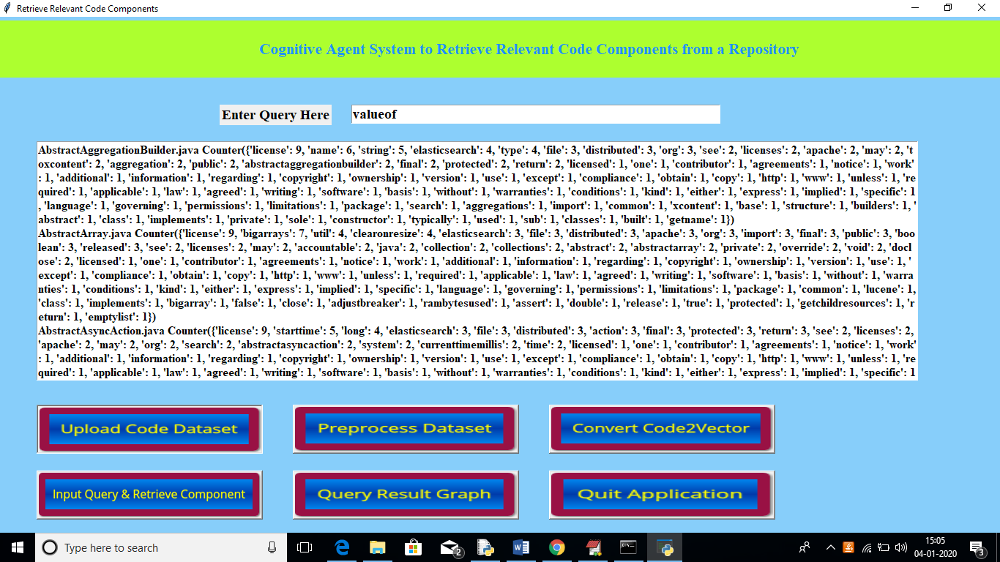 Retrieve Relevant Code Components
Cognitive Agent System to Retrieve Relevant Code Components from a Repository
Enter Query Here
valueof
AbstractAggregationBuilder.java Counter({'license': 9, 'name': 6, 'string': 5, 'elasticsearch': 4, 'type': 4, 'file': 3, 'distributed': 3, 'org': 3, 'see': 2, 'licenses': 2, 'apache': 2, 'may': 2, 't
oxcontent': 2, 'aggregation': 2, 'public': 2, 'abstractaggregationbuilder': 2, 'final': 2, 'protected': 2, 'return': 2, 'licensed': 1, 'one': 1, 'contributor': 1, 'agreements': 1, 'notice': 1, 'work'
: 1, 'additional': 1, 'information': 1, 'regarding': 1, 'copyright': 1, 'ownership': 1, 'version': 1, 'use': 1, 'except': 1, 'compliance': 1, 'obtain': 1, 'copy': 1, 'http': 1, 'www': 1, 'unless': 1, 're
quired': 1, 'applicable': 1, 'law': 1, 'agreed': 1, 'writing': 1, 'software': 1, 'basis': 1, 'without': 1, 'warranties': 1, 'conditions': 1, 'kind': 1, 'either': 1, 'express': 1, 'implied': 1, 'specific': 1
, 'language': 1, 'governing': 1, 'permissions': 1, 'limitations': 1, 'package': 1, 'search': 1, 'aggregations': 1, 'import': 1, 'common': 1, 'xcontent': 1, 'base': 1, 'structure': 1, 'builders': 1, '
abstract': 1, 'class': 1, 'implements': 1, 'private': 1, 'sole': 1, 'constructor': 1, 'typically': 1, 'used': 1, 'sub': 1, 'classes': 1, 'built': 1, 'getname': 1})
AbstractArray.java Counter({'license': 9, 'bigarrays': 7, 'util': 4, 'clearonresize': 4, 'elasticsearch': 3, 'file': 3, 'distributed': 3, 'apache': 3, 'org': 3, 'import': 3, 'final': 3, 'public': 3, 'boo
lean': 3, 'released': 3, 'see': 2, 'licenses': 2, 'may': 2, 'accountable': 2, 'java': 2, 'collection': 2, 'collections': 2, 'abstract': 2, 'abstractarray': 2, 'private': 2, 'override': 2, 'void': 2, 'docl
ose': 2, 'licensed': 1, 'one': 1, 'contributor': 1, 'agreements': 1, 'notice': 1, 'work': 1, 'additional': 1, 'information': 1, 'regarding': 1, 'copyright': 1, 'ownership': 1, 'version': 1, 'use': 1, '
except': 1, 'compliance': 1, 'obtain': 1, 'copy': 1, 'http': 1, 'www': 1, 'unless': 1, 'required': 1, 'applicable': 1, 'law': 1, 'agreed': 1, 'writing': 1, 'software': 1, 'basis': 1, 'without': 1, 'warra
nties': 1, 'conditions': 1, 'kind': 1, 'either': 1, 'express': 1, 'implied': 1, 'specific': 1, 'language': 1, 'governing': 1, 'permissions': 1, 'limitations': 1, 'package': 1, 'common': 1, 'lucene': 1,
'class': 1, 'implements': 1, 'bigarray': 1, 'false': 1, 'close': 1, 'adjustbreaker': 1, 'rambytesused': 1, 'assert': 1, 'double': 1, 'release': 1, 'true': 1, 'protected': 1, 'getchildresources': 1, 'r
eturn': 1, 'emptylist': 1})
AbstractAsyncAction.java Counter({'license': 9, 'starttime': 5, 'long': 4, 'elasticsearch': 3, 'file': 3, 'distributed': 3, 'action': 3, 'final': 3, 'protected': 3, 'return': 3, 'see': 2, 'licenses': 2,
'apache': 2, 'may': 2, 'org': 2, 'search': 2, 'abstractasyncaction': 2, 'system': 2, 'currenttimemillis': 2, 'time': 2, 'licensed': 1, 'one': 1, 'contributor': 1, 'agreements': 1, 'notice': 1, 'work'
: 1, 'additional': 1, 'information': 1, 'regarding': 1, 'copyright': 1, 'ownership': 1, 'version': 1, 'use': 1, 'except': 1, 'compliance': 1, 'obtain': 1, 'copy': 1, 'http': 1, 'www': 1, 'unless': 1, 're
quired': 1, 'applicable': 1, 'law': 1, 'agreed': 1, 'writing': 1, 'software': 1, 'basis': 1, 'without': 1, 'warranties': 1, 'conditions': 1, 'kind': 1, 'either': 1, 'express': 1, 'implied': 1, 'specific': 1
Upload Code Dataset
Preprocess Dataset
Convert Code2Vector
Input Query & Retrieve Component
Query Result Graph
Quit Application
Type here to search
2
15:05
04-01-2020
3